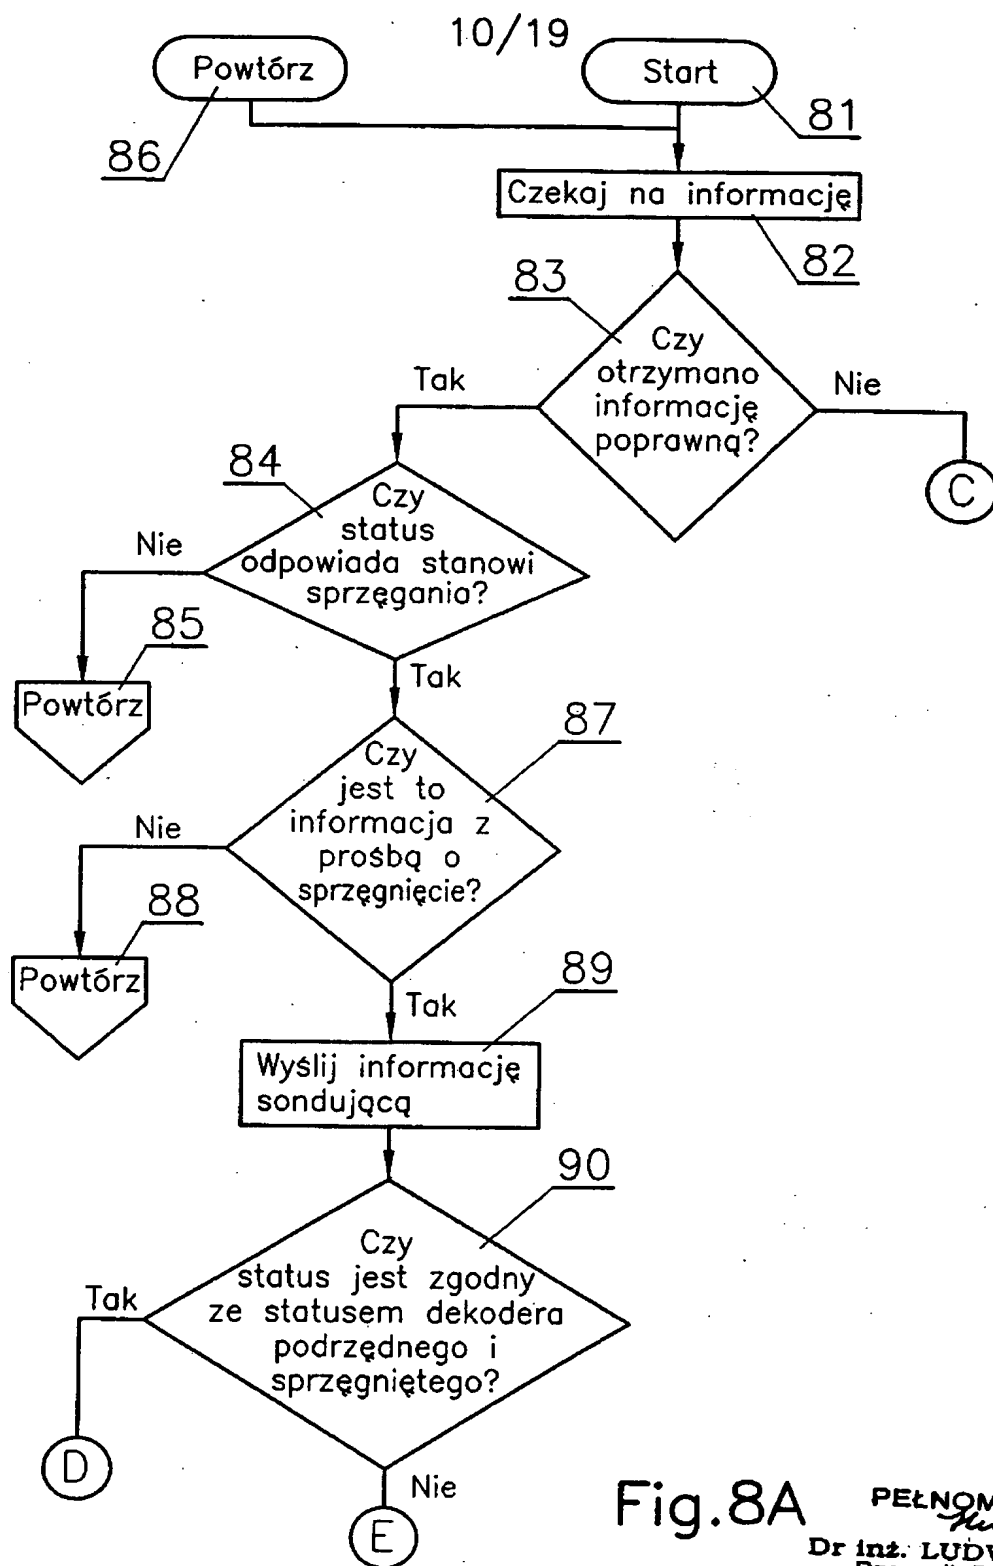 10/19
Powtórz
Start
86
81
Czekaj na informację
82
83
Czy
otrzymano
informację
poprawną?
Tak
Nie
C
84
Czy
status
odpowiada stanowi
sprzęgania?
Nie
85
Powtórz
Tak
87
Czy
jest to
informacja z
prośbą o
sprzęgnięcie?
Nie
88
Powtórz
Tak
89
Wyślij informację
sondującą
90
Czy
status jest zgodny
ze statusem dekodera
podrzędnego i
sprzęgniętego?
Tak
D
Nie
E
Fig.8A
PEŁNOM
Dr inż. LUDW